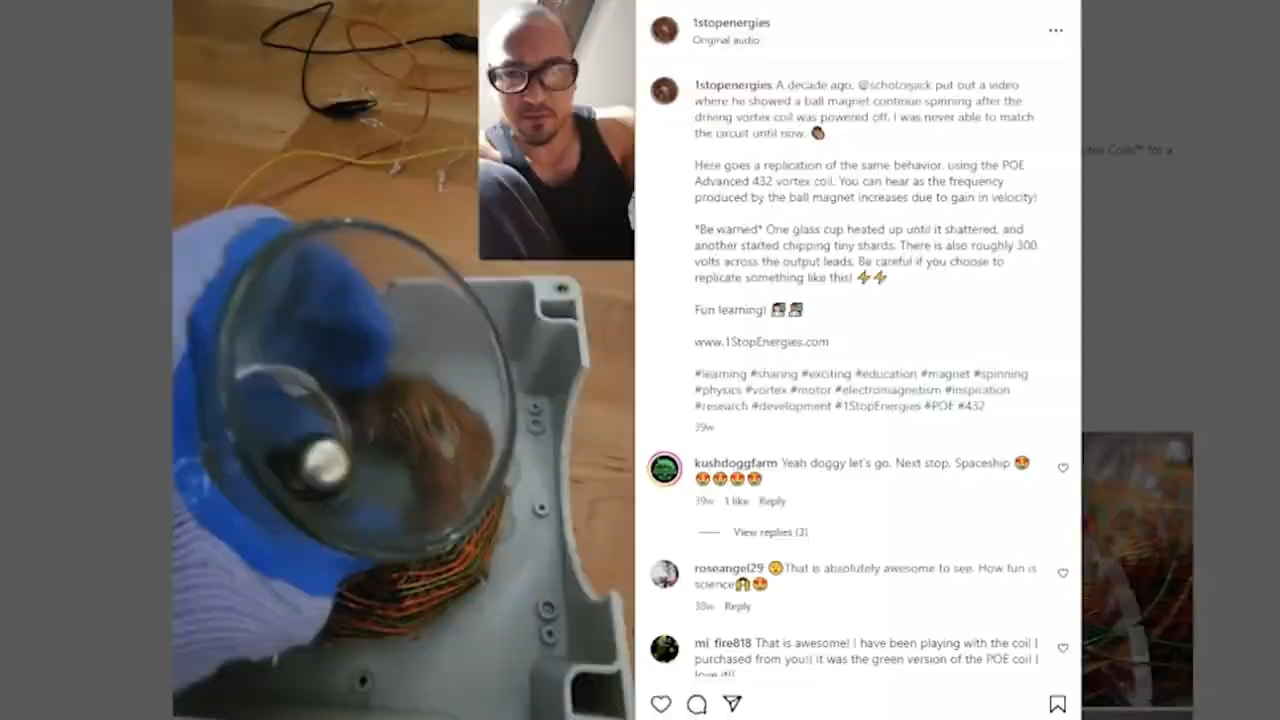 1stopenergies
Original audio
1stopenergies A decade ago, @scholzejack put out a video
where he showed a ball magnet continue spinning after the
driving vortex coil was powered off. I was never able to match
the circuit until now.
Here goes a replication of the same behavior, using the POE
Advanced 432 vortex coil. You can hear as the frequency
produced by the ball magnet increases due to gain in velocity!
*Be warned* One glass cup heated up until it shattered, and
another started chipping tiny shards. There is also roughly 300
volts across the output leads. Be careful if you choose to
replicate something like this! ⚡⚡
Fun learning!
www.1StopEnergies.com
#learning #sharing #exciting #education #magnet #spinning
#physics #vortex #motor #electromagnetism #inspiration
#research #development #1StopEnergies #POE #432
39w
kushdoggfarm Yeah doggy let's go. Next stop. Spaceship 😍
😍😍😍😍
39w 1 like Reply
View replies (3)
roseangel29 😲That is absolutely awesome to see. How fun is
science🙌😍
38w Reply
mi_fire818 That is awesome! I have been playing with the coil I
purchased from you!! it was the green version of the POE coil I
love it!!
Coils™ for a